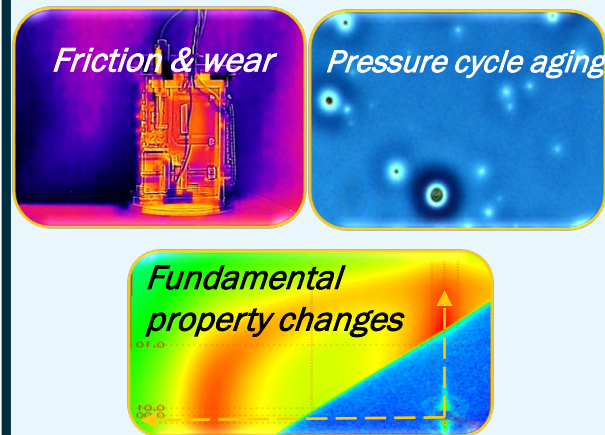 Friction & wear
Pressure cycle aging
Fundamental
property changes